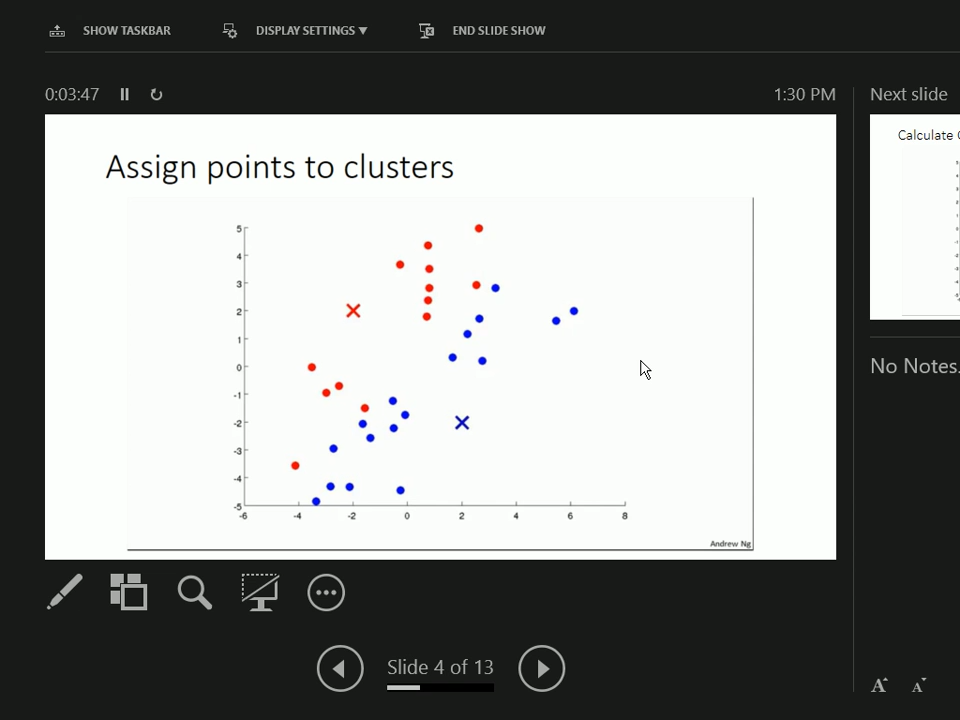 SHOW TASKBAR DISPLAY SETTINGS ▾ END SLIDE SHOW
0:03:47 1:30 PM Next slide
Assign points to clusters
Calculate
5
4
3
2
1
0
-1
-2
-3
-4
-5
-6 -4 -2 0 2 4 6 8
Andrew Ng
No Notes.
Slide 4 of 13
A A